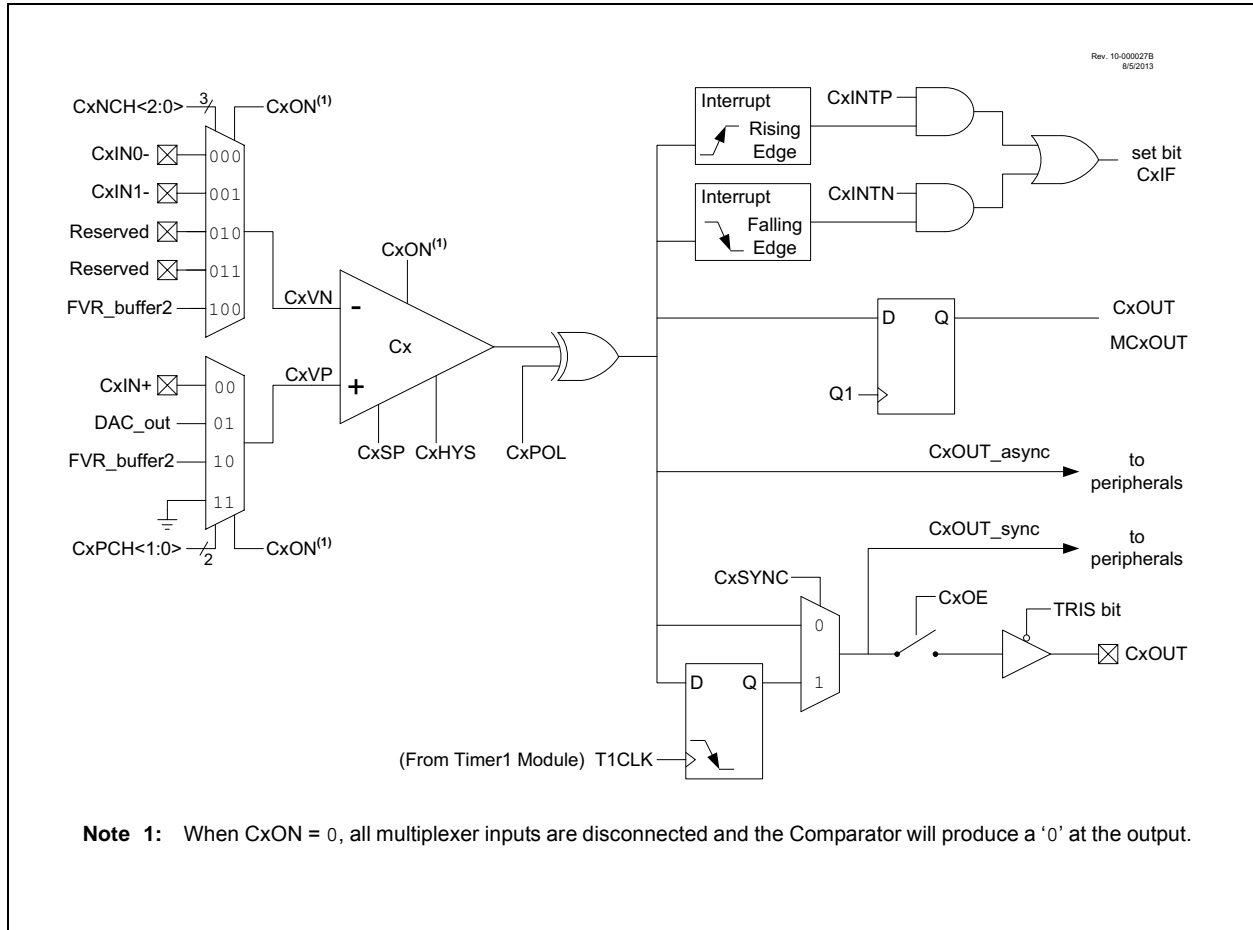 Rev. 10-000027B
8/5/2013
CxNCH<2:0>
3
CxON(1)
CxIN0-
000
CxIN1-
001
Reserved
010
Reserved
011
FVR_buffer2
100
CxVN
CxON(1)
-
Cx
+
CxVP
CxIN+
00
DAC_out
01
FVR_buffer2
10
11
CxPCH<1:0>
2
CxON(1)
CxSP
CxHYS
CxPOL
Interrupt
Rising
Edge
CxINTP
Interrupt
Falling
Edge
CxINTN
set bit
CxIF
D
Q
Q1
CxOUT
MCxOUT
CxOUT_async
to
peripherals
CxOUT_sync
to
peripherals
CxSYNC
0
1
CxOE
TRIS bit
CxOUT
D
Q
(From Timer1 Module) T1CLK
Note 1: When CxON = 0, all multiplexer inputs are disconnected and the Comparator will produce a ‘0’ at the output.